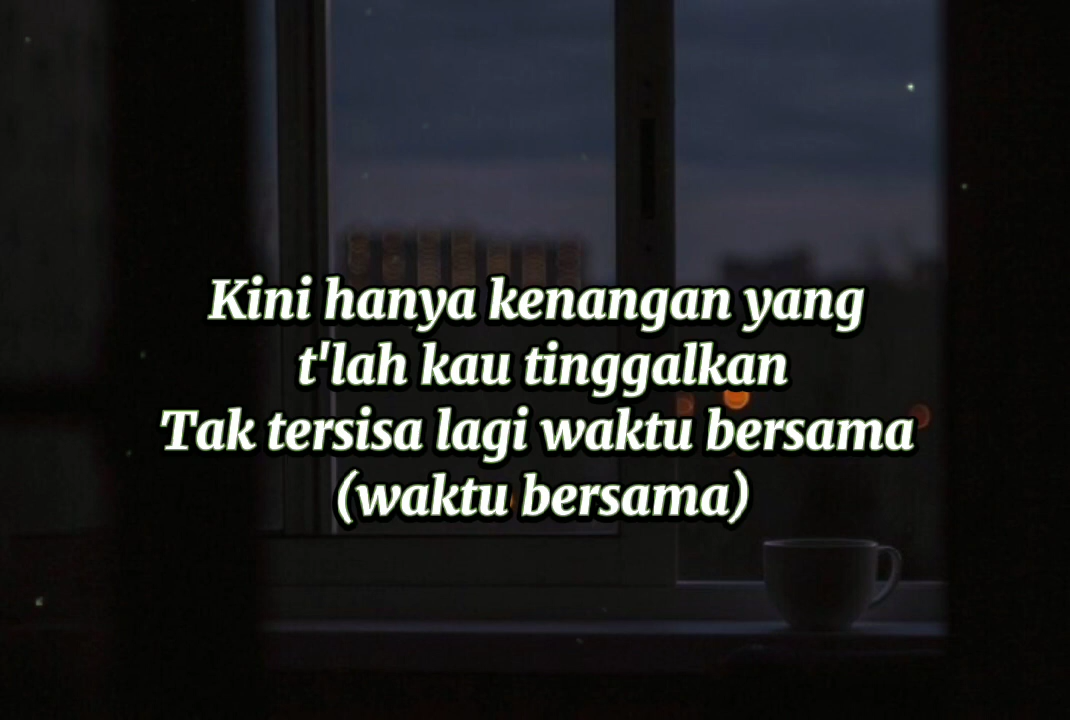 Kini hanya kenangan yang
t'lah kau tinggalkan
Tak tersisa lagi waktu bersama
(waktu bersama)